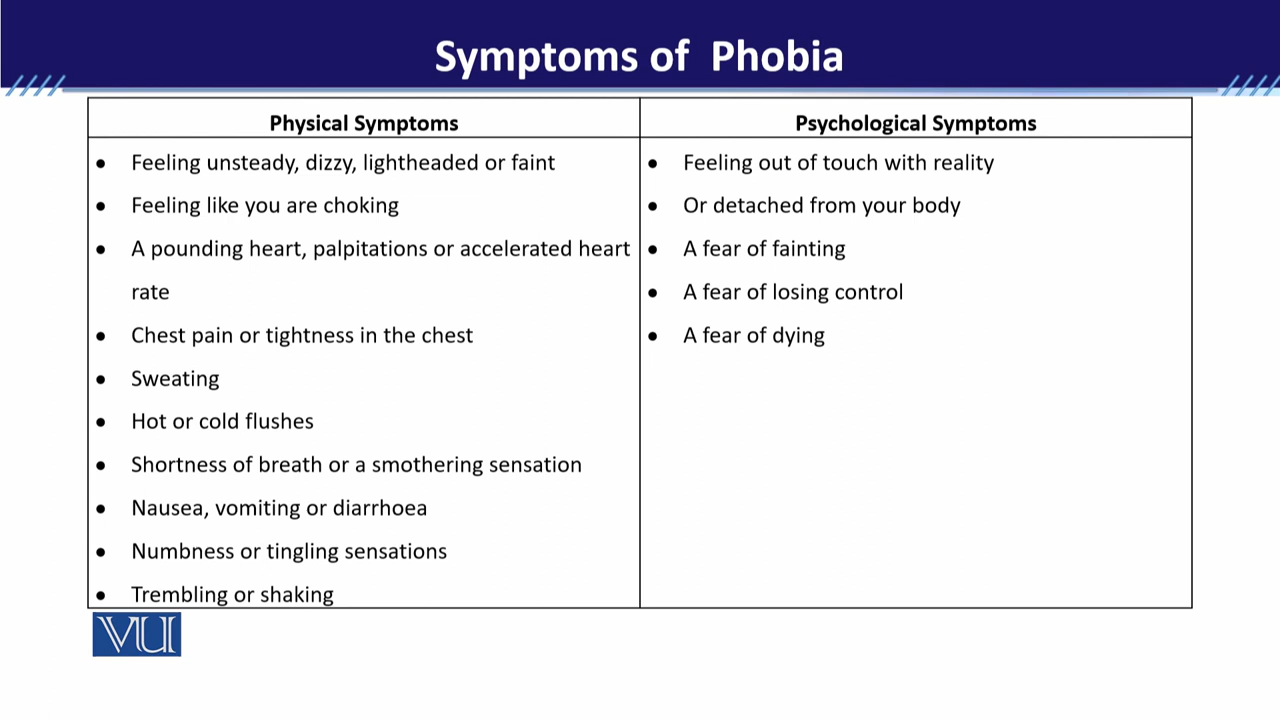 Symptoms of Phobia
Physical Symptoms
• Feeling unsteady, dizzy, lightheaded or faint
• Feeling like you are choking
• A pounding heart, palpitations or accelerated heart
rate
• Chest pain or tightness in the chest
• Sweating
• Hot or cold flushes
• Shortness of breath or a smothering sensation
• Nausea, vomiting or diarrhoea
• Numbness or tingling sensations
• Trembling or shaking
Psychological Symptoms
• Feeling out of touch with reality
• Or detached from your body
• A fear of fainting
• A fear of losing control
• A fear of dying
VU